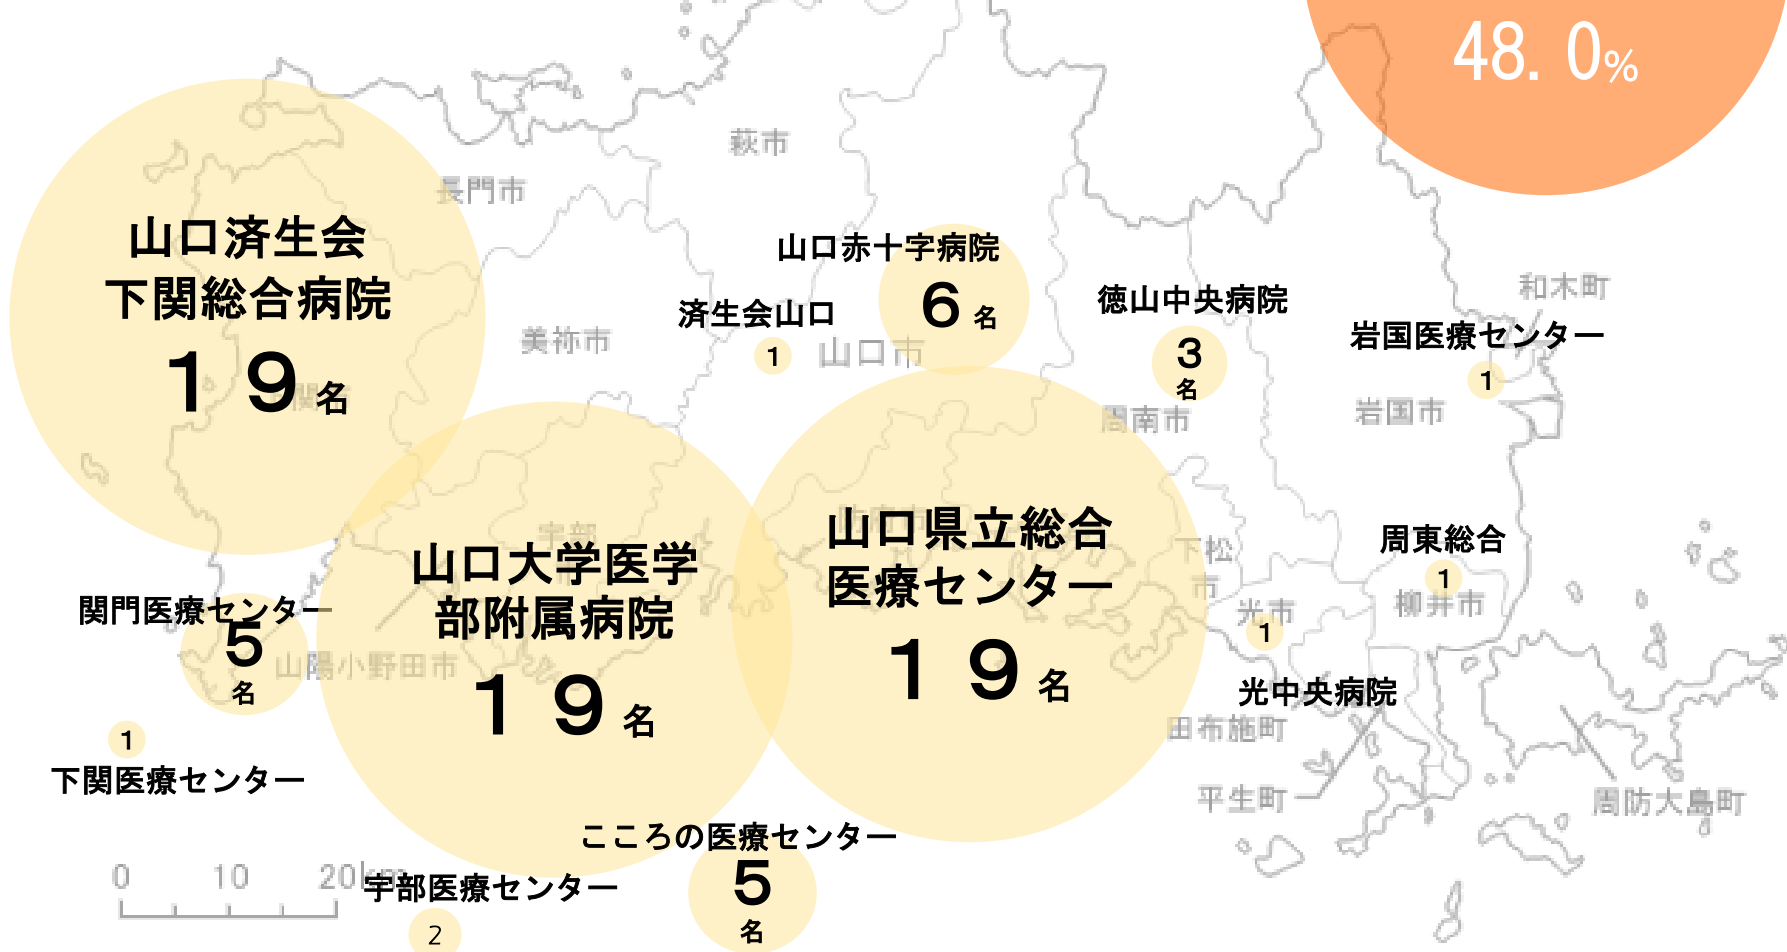 48.0%
萩市
長門市
山口済生会
下関総合病院
19名
山口赤十字病院
6名
済生会山口
1
山口市
美祢市
徳山中央病院
3
名
和木町
岩国医療センター
1
岩国市
周南市
宇部
山口大学医学
部附属病院
19名
防府市
山口県立総合
医療センター
19名
下松
市
周東総合
1
柳井市
光市
1
光中央病院
関門医療センター
5
名
山陽小野田市
1
下関医療センター
田布施町
平生町
周防大島町
こころの医療センター
5
名
宇部医療センター
2
0 10 20km